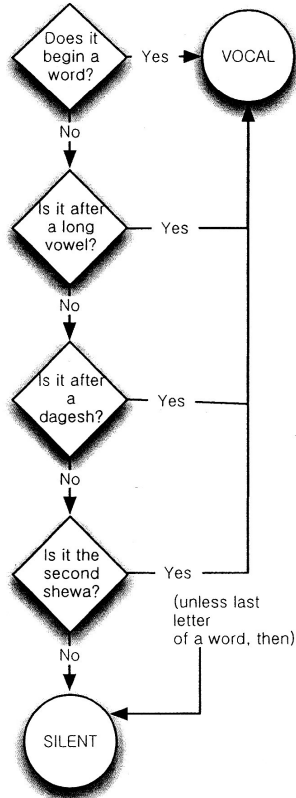 Does it
begin a
word?
Yes
VOCAL
No
Is it after
a long
vowel?
Yes
No
Is it after
a
dagesh?
Yes
No
Is it the
second
shewa?
Yes
(unless last
letter
of a word, then)
No
SILENT